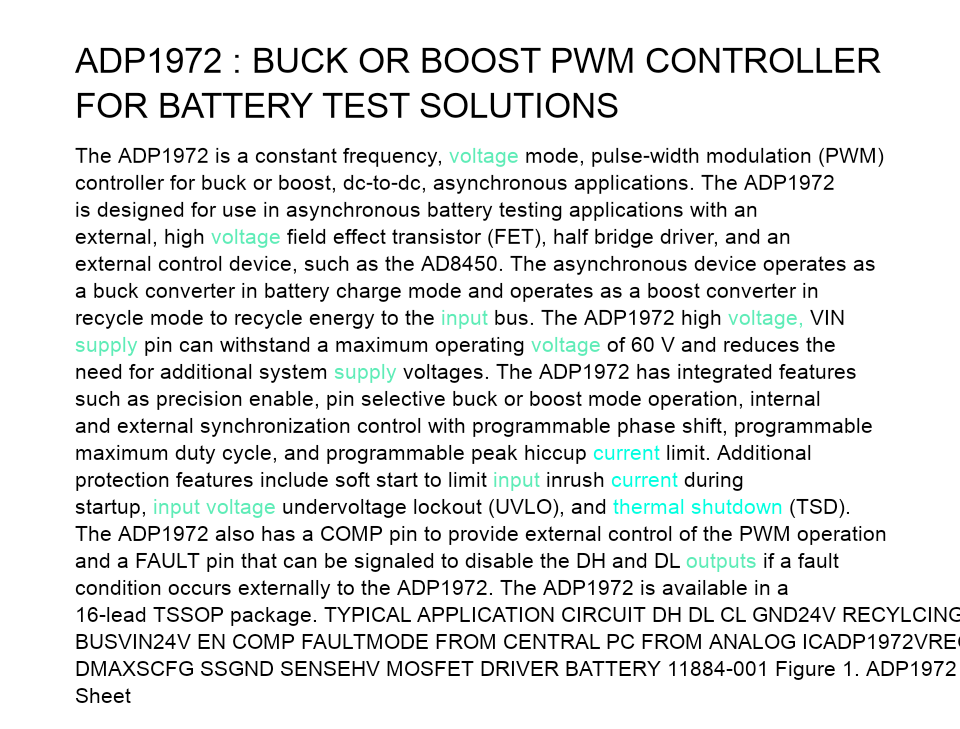 ADP1972 : BUCK OR BOOST PWM CONTROLLER
FOR BATTERY TEST SOLUTIONS
The ADP1972 is a constant frequency, voltage mode, pulse-width modulation (PWM)
controller for buck or boost, dc-to-dc, asynchronous applications. The ADP1972
is designed for use in asynchronous battery testing applications with an
external, high voltage field effect transistor (FET), half bridge driver, and an
external control device, such as the AD8450. The asynchronous device operates as
a buck converter in battery charge mode and operates as a boost converter in
recycle mode to recycle energy to the input bus. The ADP1972 high voltage, VIN
supply pin can withstand a maximum operating voltage of 60 V and reduces the
need for additional system supply voltages. The ADP1972 has integrated features
such as precision enable, pin selective buck or boost mode operation, internal
and external synchronization control with programmable phase shift, programmable
maximum duty cycle, and programmable peak hiccup current limit. Additional
protection features include soft start to limit input inrush current during
startup, input voltage undervoltage lockout (UVLO), and thermal shutdown (TSD).
The ADP1972 also has a COMP pin to provide external control of the PWM operation
and a FAULT pin that can be signaled to disable the DH and DL outputs if a fault
condition occurs externally to the ADP1972. The ADP1972 is available in a
16-lead TSSOP package. TYPICAL APPLICATION CIRCUIT DH DL CL GND24V RECYLCING
BUSVIN24V EN COMP FAULTMODE FROM CENTRAL PC FROM ANALOG
DMAXSCFG SSGND SENSEHV MOSFET DRIVER BATTERY 11884-001 Figure 1. ADP1972
Sheet